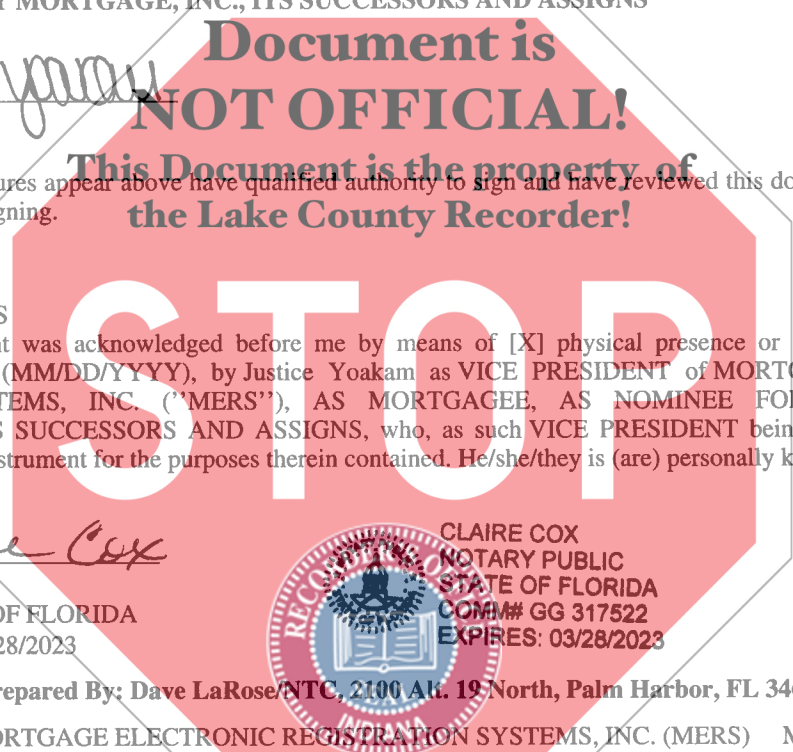 Y MORTGAGE, INC., ITS SUCCESSORS AND ASSIGNS
Document is
NOT OFFICIAL!
This Document is the property of
the Lake County Recorder!
ures appear above have qualified authority to sign and have reviewed this do
gning.
STOP
S
t was acknowledged before me by means of [X] physical presence or
(MM/DD/YYYY), by Justice Yoakam as VICE PRESIDENT of MORTG
TEMS, INC. (''MERS''), AS MORTGAGEE, AS NOMINEE FO
S SUCCESSORS AND ASSIGNS, who, as such VICE PRESIDENT bein
strument for the purposes therein contained. He/she/they is (are) personally k
e Cox
CLAIRE COX
NOTARY PUBLIC
STATE OF FLORIDA
COMM# GG 317522
EXPIRES: 03/28/2023
OF FLORIDA
28/2023
RECORDER'S OFFICE
INDIANA
repared By: Dave LaRose/NTC, 2100 Alt. 19 North, Palm Harbor, FL 346
ORTGAGE ELECTRONIC REGISTRATION SYSTEMS, INC. (MERS) M